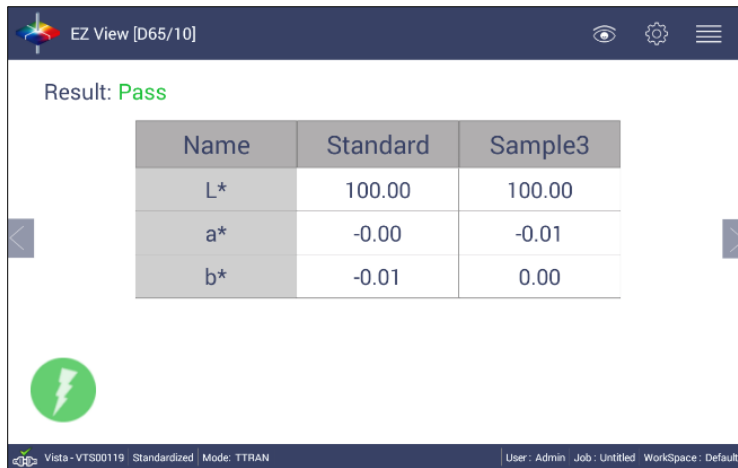 EZ View [D65/10]
Result: Pass
Name Standard Sample3
L* 100.00 100.00
a* -0.00 -0.01
b* -0.01 0.00
Vista - VTS00119 Standardized Mode: TTRAN User : Admin Job : Untitled WorkSpace : Default